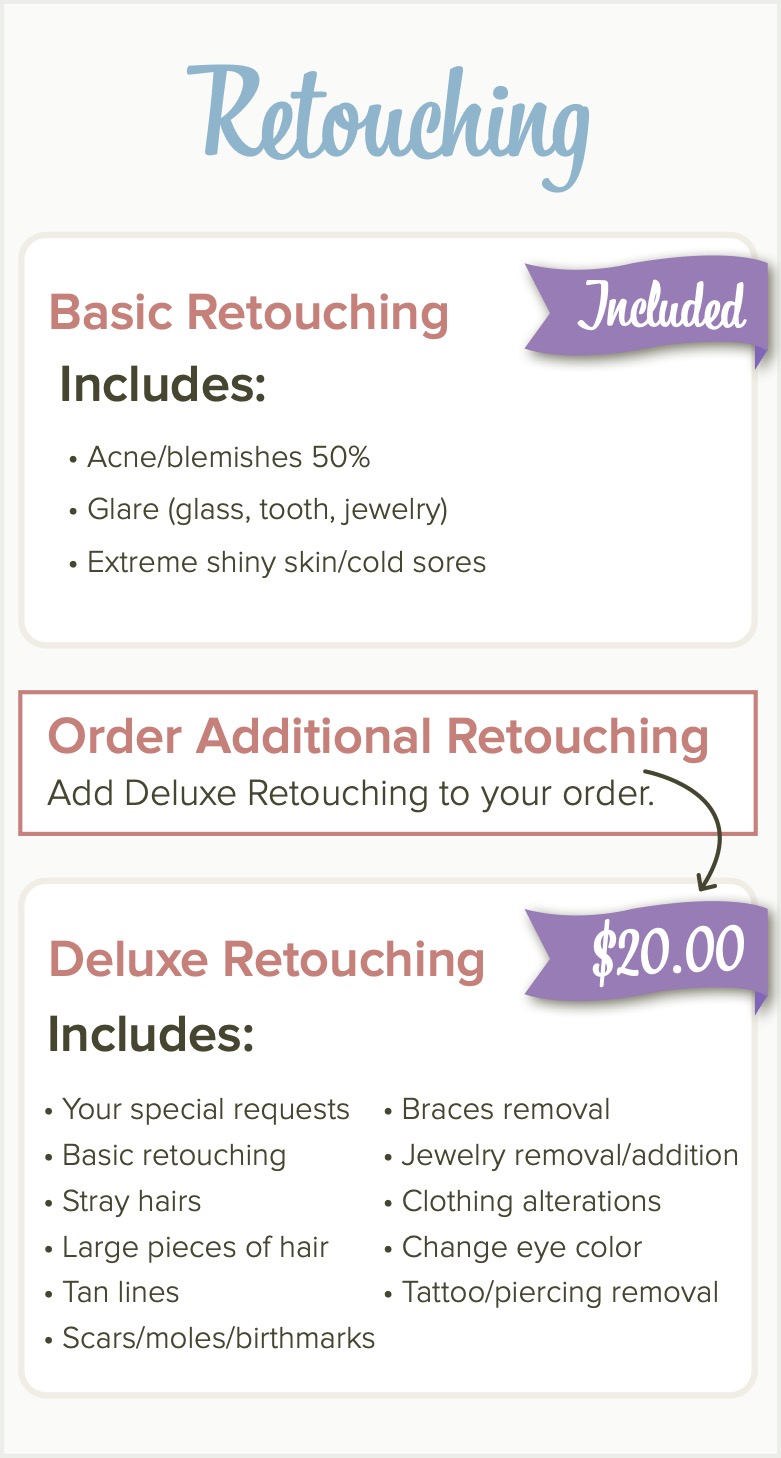 Retouching
Basic Retouching
Included
Includes:
• Acne/blemishes 50%
• Glare (glass, tooth, jewelry)
• Extreme shiny skin/cold sores
Order Additional Retouching
Add Deluxe Retouching to your order.
Deluxe Retouching
$20.00
Includes:
• Your special requests
• Basic retouching
• Stray hairs
• Large pieces of hair
• Tan lines
• Scars/moles/birthmarks
• Braces removal
• Jewelry removal/addition
• Clothing alterations
• Change eye color
• Tattoo/piercing removal